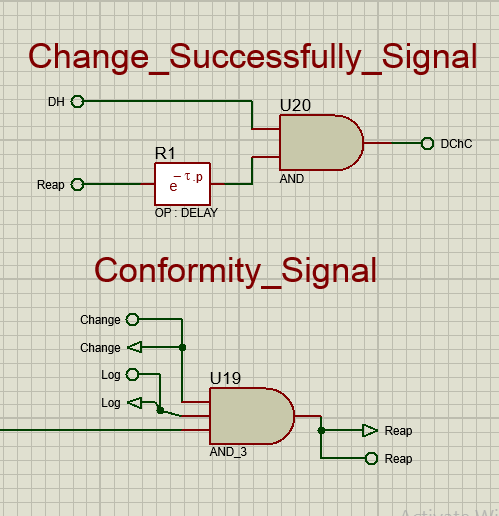 Change_Successfully_Signal
U20
DH
DChC
R1
Reap
e -τ.p
AND
OP : DELAY
Conformity_Signal
Change
Change
Log
U19
Log
Reap
AND_3
Reap